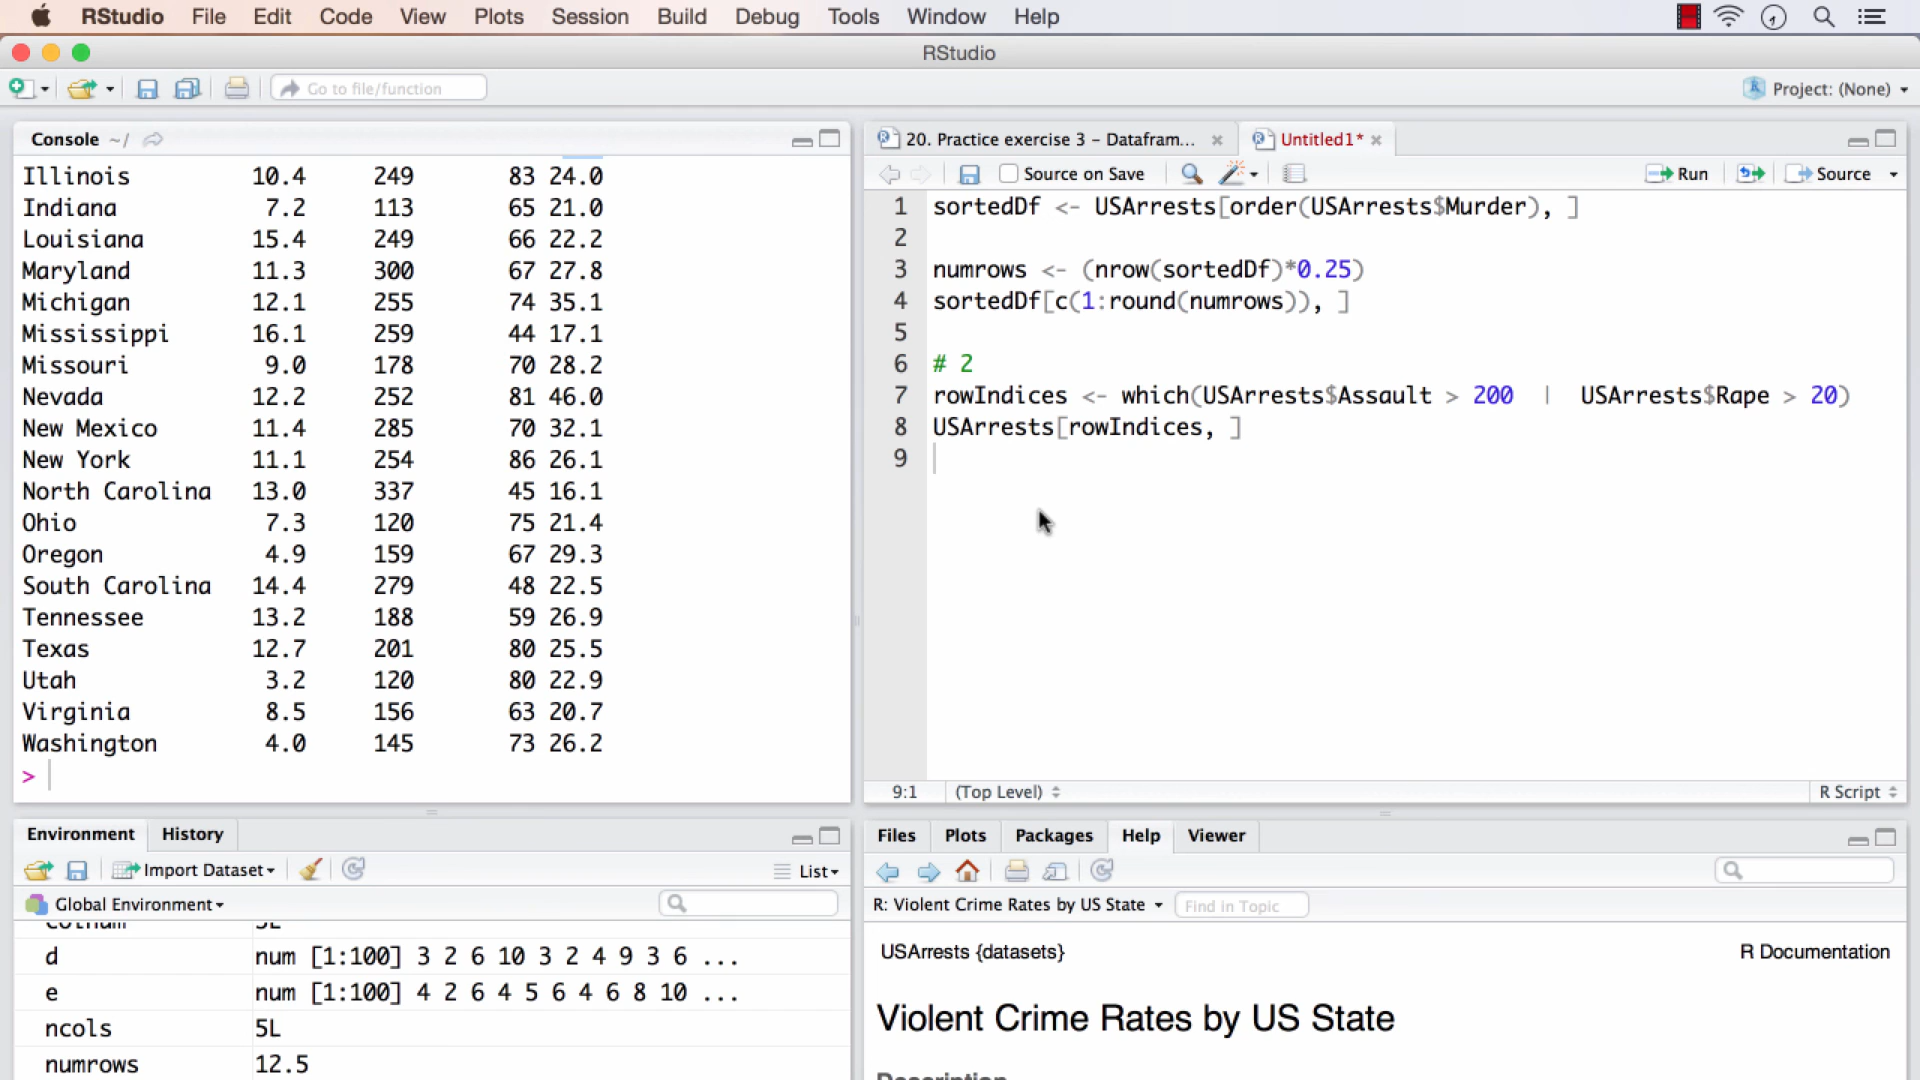 RStudio File Edit Code View Plots Session Build Debug Tools Window Help
RStudio
Go to file/function
Project: (None)
Console ~/
Illinois 10.4 249 83 24.0
Indiana 7.2 113 65 21.0
Louisiana 15.4 249 66 22.2
Maryland 11.3 300 67 27.8
Michigan 12.1 255 74 35.1
Mississippi 16.1 259 44 17.1
Missouri 9.0 178 70 28.2
Nevada 12.2 252 81 46.0
New Mexico 11.4 285 70 32.1
New York 11.1 254 86 26.1
North Carolina 13.0 337 45 16.1
Ohio 7.3 120 75 21.4
Oregon 4.9 159 67 29.3
South Carolina 14.4 279 48 22.5
Tennessee 13.2 188 59 26.9
Texas 12.7 201 80 25.5
Utah 3.2 120 80 22.9
Virginia 8.5 156 63 20.7
Washington 4.0 145 73 26.2
>
20. Practice exercise 3 – Datafram... Untitled1*
Source on Save Run Source
1 sortedDf <- USArrests[order(USArrests$Murder), ]
2
3 numrows <- (nrow(sortedDf)*0.25)
4 sortedDf[c(1:round(numrows)), ]
5
6 # 2
7 rowIndices <- which(USArrests$Assault > 200 | USArrests$Rape > 20)
8 USArrests[rowIndices, ]
9
9:1 (Top Level) R Script
Environment History
Import Dataset List
Global Environment
d num [1:100] 3 2 6 10 3 2 4 9 3 6 ...
e num [1:100] 4 2 6 4 5 6 4 6 8 10 ...
ncols 5L
numrows 12.5
Files Plots Packages Help Viewer
R: Violent Crime Rates by US State Find in Topic
USArrests {datasets} R Documentation
Violent Crime Rates by US State